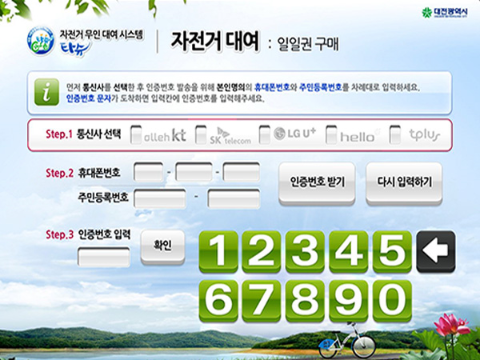 자전거 무인 대여 시스템
타슈
자전거 대여 : 일일권 구매
대전광역시
먼저 통신사를 선택한 후 인증번호 발송을 위해 본인명의의 휴대폰번호와 주민등록번호를 차례대로 입력하세요.
인증번호 문자가 도착하면 입력칸에 인증번호를 입력해주세요.
Step.1 통신사 선택 olleh kt SK telecom LG U+ hello tplus
Step.2 휴대폰번호 - -
인증번호 받기 다시 입력하기
주민등록번호 -
Step.3 인증번호 입력
확인
1 2 3 4 5
6 7 8 9 0